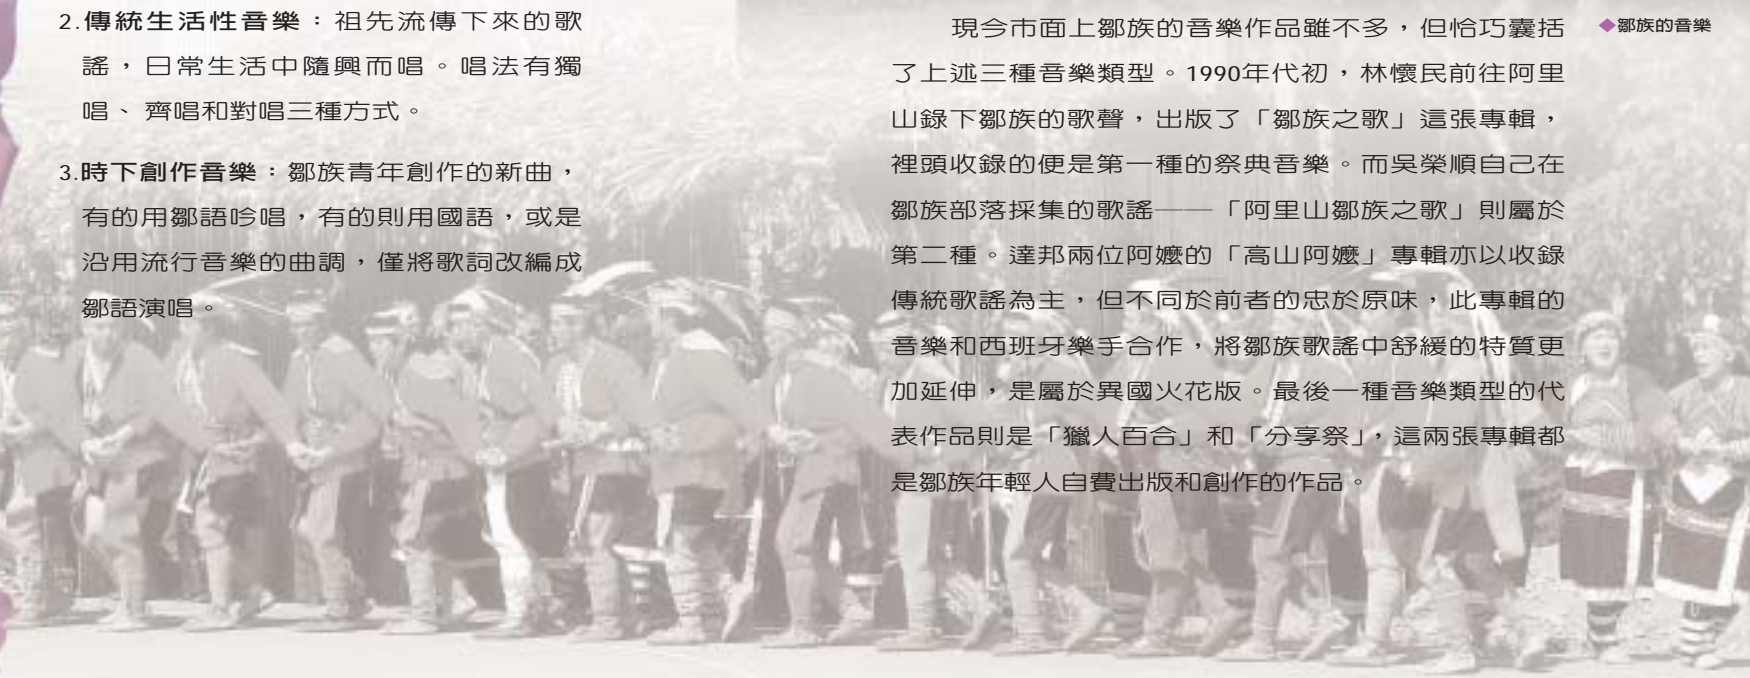 2.傳統生活性音樂：祖先流傳下來的歌
謠，日常生活中隨興而唱。唱法有獨
唱、 齊唱和對唱三種方式。
3.時下創作音樂：鄒族青年創作的新曲，
有的用鄒語吟唱，有的則用國語，或是
沿用流行音樂的曲調，僅將歌詞改編成
鄒語演唱。
現今市面上鄒族的音樂作品雖不多，但恰巧囊括
了上述三種音樂類型。1990年代初，林懷民前往阿里
山錄下鄒族的歌聲，出版了「鄒族之歌」這張專輯，
裡頭收錄的便是第一種的祭典音樂。而吳榮順自己在
鄒族部落採集的歌謠——「阿里山鄒族之歌」則屬於
第二種。達邦兩位阿嬤的「高山阿嬤」專輯亦以收錄
傳統歌謠為主，但不同於前者的忠於原味，此專輯的
音樂和西班牙樂手合作，將鄒族歌謠中舒緩的特質更
加延伸，是屬於異國火花版。最後一種音樂類型的代
表作品則是「獵人百合」和「分享祭」，這兩張專輯都
是鄒族年輕人自費出版和創作的作品。
◆鄒族的音樂